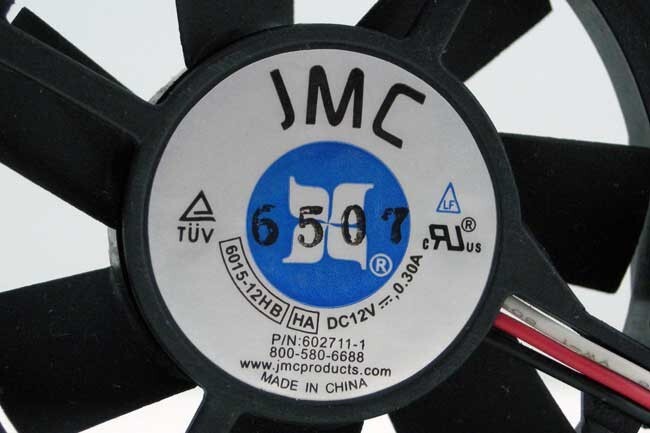 JMC
6507
LF
TÜV
c RU ® US
®
6015-12HB HA DC12V ⎓, 0.30A
P/N:602711-1
800-580-6688
www.jmcproducts.com
MADE IN CHINA